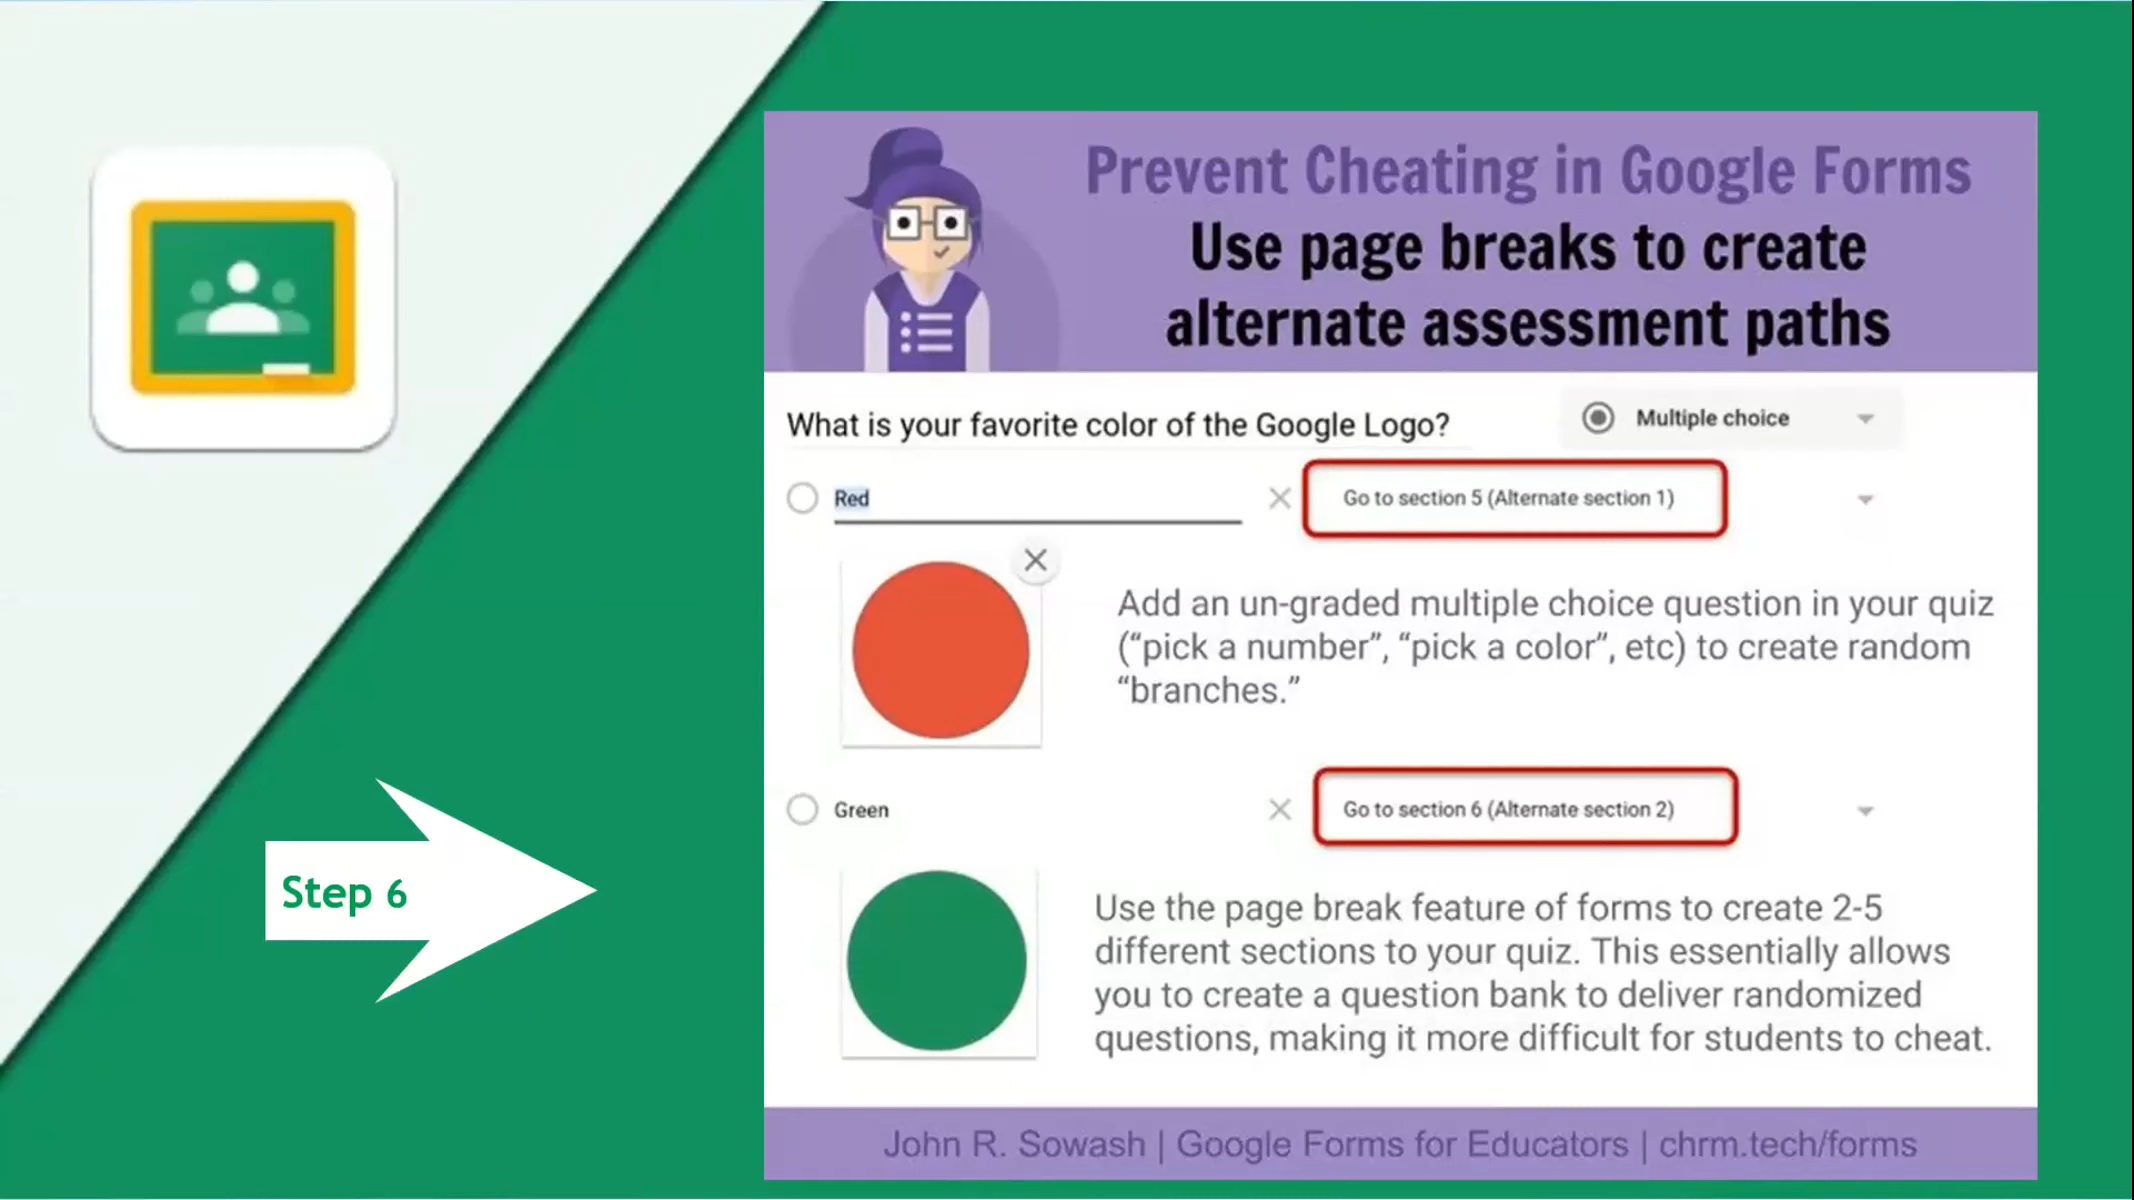 Prevent Cheating in Google Forms
Use page breaks to create
alternate assessment paths
What is your favorite color of the Google Logo?
Multiple choice
Red
Go to section 5 (Alternate section 1)
Add an un-graded multiple choice question in your quiz
(“pick a number”, “pick a color”, etc) to create random
“branches.”
Green
Go to section 6 (Alternate section 2)
Step 6
Use the page break feature of forms to create 2-5
different sections to your quiz. This essentially allows
you to create a question bank to deliver randomized
questions, making it more difficult for students to cheat.
John R. Sowash | Google Forms for Educators | chrm.tech/forms